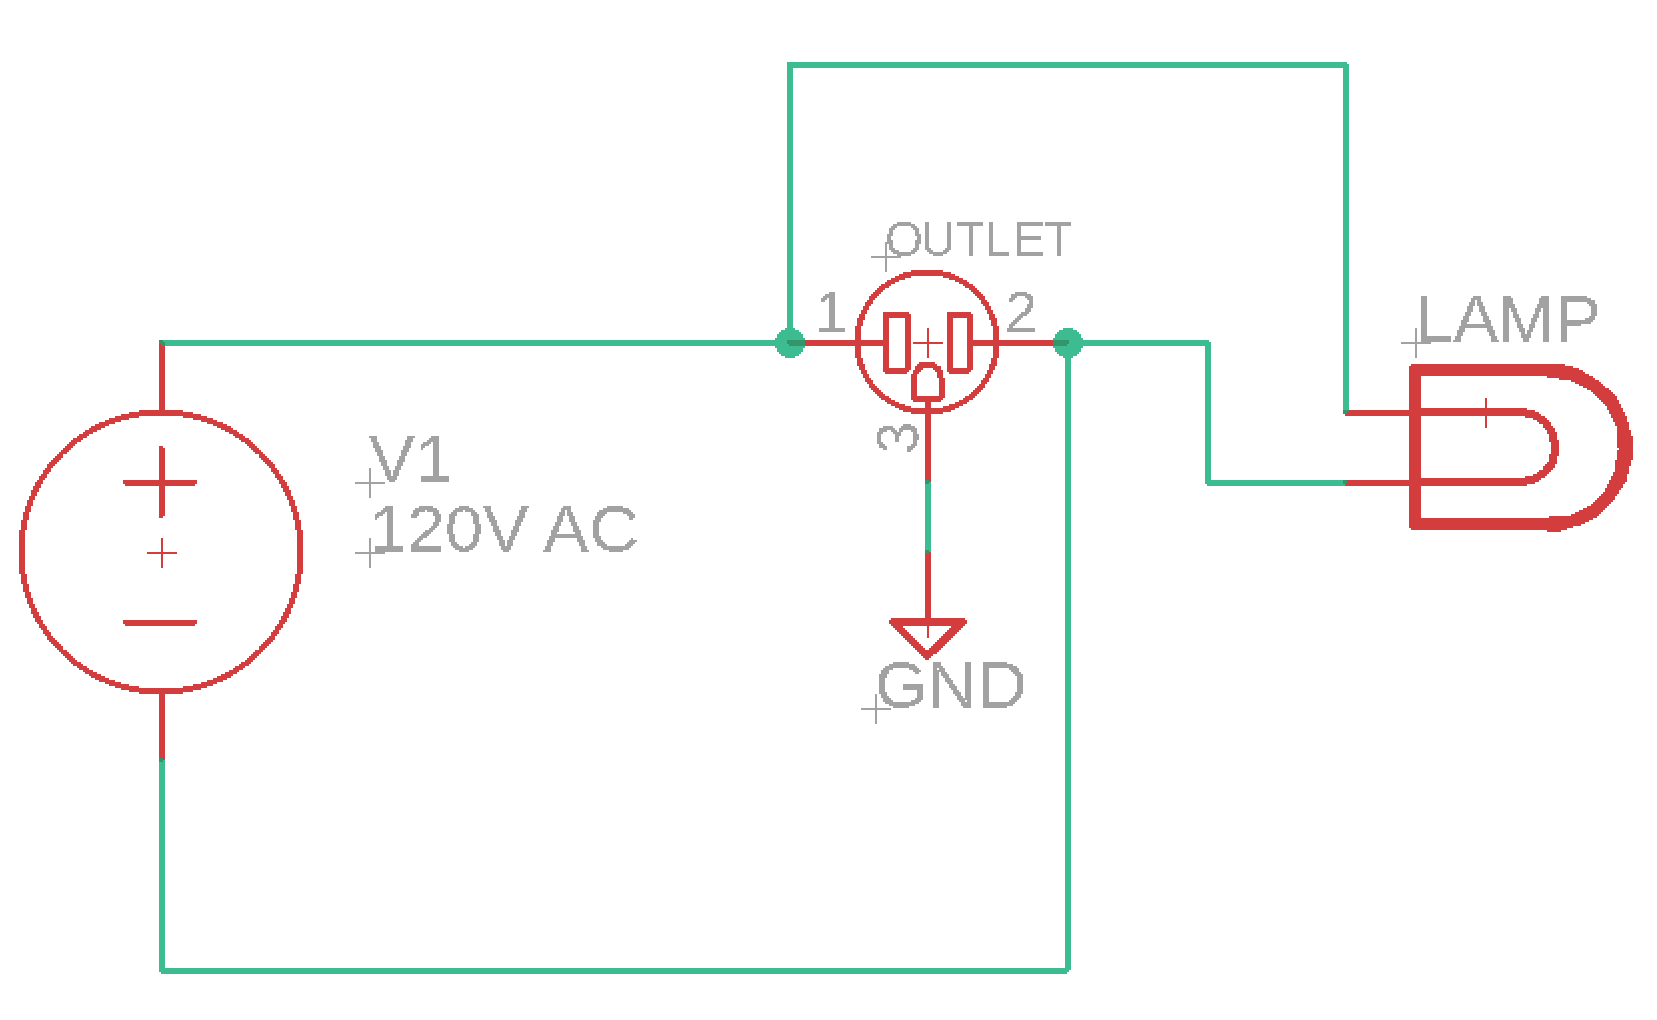 OUTLET
1
2
LAMP
3
V1
120V AC
GND